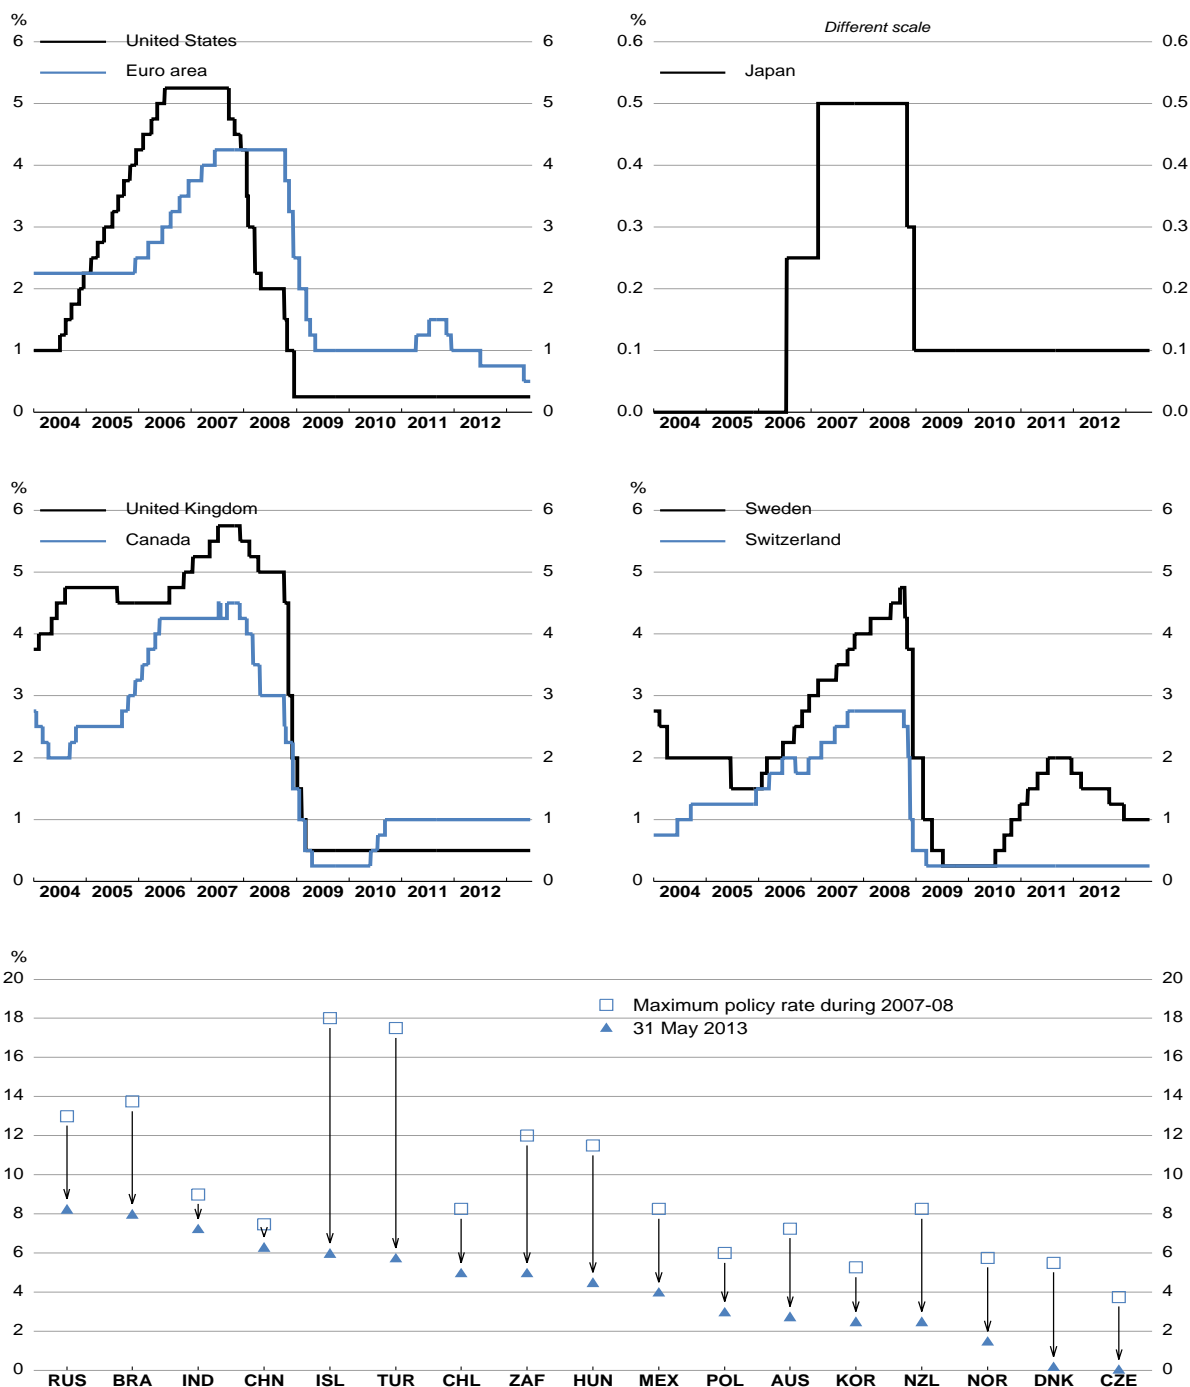 %
6 United States 6
Euro area
5 5
4 4
3 3
2 2
1 1
0 0
2004 2005 2006 2007 2008 2009 2010 2011 2012
% Different scale
0.6 0.6
Japan
0.5 0.5
0.4 0.4
0.3 0.3
0.2 0.2
0.1 0.1
0.0 0.0
2004 2005 2006 2007 2008 2009 2010 2011 2012
%
6 United Kingdom 6
Canada
5 5
4 4
3 3
2 2
1 1
0 0
2004 2005 2006 2007 2008 2009 2010 2011 2012
%
6 Sweden 6
Switzerland
5 5
4 4
3 3
2 2
1 1
0 0
2004 2005 2006 2007 2008 2009 2010 2011 2012
%
20 20
Maximum policy rate during 2007-08
18 18
31 May 2013
16 16
14 14
12 12
10 10
8 8
6 6
4 4
2 2
0 0
RUS BRA IND CHN ISL TUR CHL ZAF HUN MEX POL AUS KOR NZL NOR DNK CZE